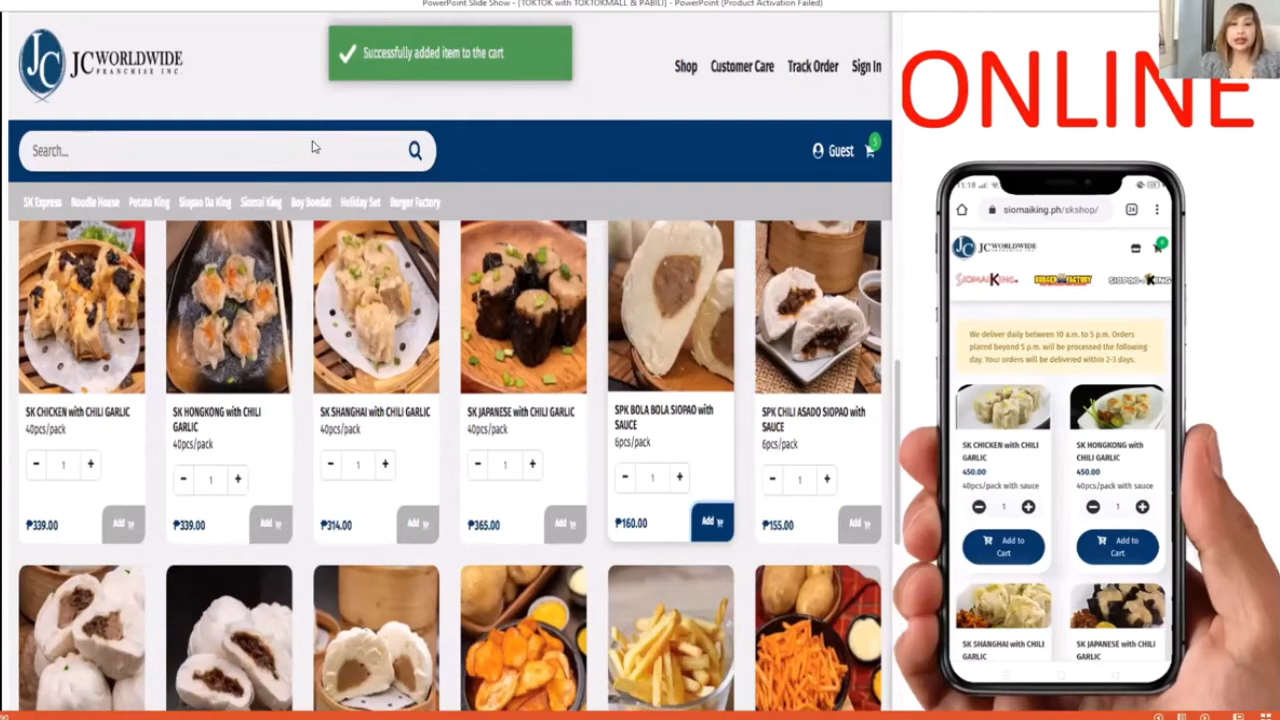 PowerPoint Slide Show - [TOKTOK with TOKTOKMALL & PABILI] - PowerPoint (Product Activation Failed)
JC WORLDWIDE
FRANCHISE INC.
Successfully added item to the cart
Shop Customer Care Track Order Sign In
Search...
Guest 5
SK Express Noodle House Potato King Siopao Da King Siomai King Boy Bondat Holiday Set Burger Factory
SK CHICKEN with CHILI GARLIC
40pcs/pack
- 1 +
₱339.00 Add
SK HONGKONG with CHILI
GARLIC
40pcs/pack
- 1 +
₱339.00 Add
SK SHANGHAI with CHILI GARLIC
40pcs/pack
- 1 +
₱314.00 Add
SK JAPANESE with CHILI GARLIC
40pcs/pack
- 1 +
₱365.00 Add
SPK BOLA BOLA SIOPAO with
SAUCE
6pcs/pack
- 1 +
₱160.00 Add
SPK CHILI ASADO SIOPAO with
SAUCE
6pcs/pack
- 1 +
₱155.00 Add
ONLINE
11:18
siomaiking.ph/skshop/
JC WORLDWIDE
SIOMAI KING BURGER FACTORY SIOPAO DA KING
We deliver daily between 10 a.m. to 5 p.m. Orders
plated beyond 5 p.m. will be processed the following
day. Your orders will be delivered within 2-3 days.
SK CHICKEN with CHILI
GARLIC
450.00
40pcs/pack with sauce
1
Add to
Cart
SK HONGKONG with
CHILI GARLIC
450.00
40pcs/pack with sauce
1
Add to
Cart
SK SHANGHAI with CHILI
GARLIC
SK JAPANESE with CHILI
GARLIC